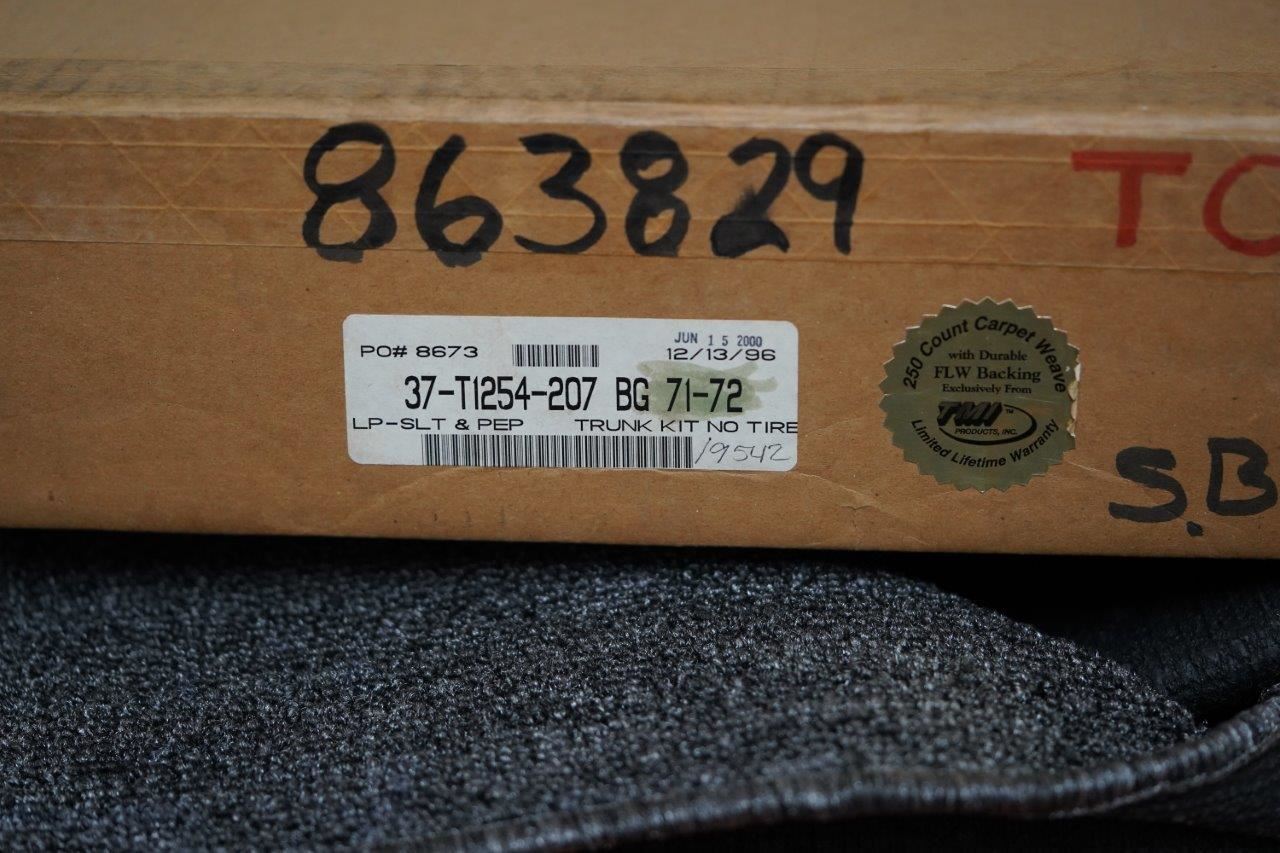 863829
TO
JUN 15 2000
PO# 8673
12/13/96
37-T1254-207 BG 71-72
LP-SLT & PEP TRUNK KIT NO TIRE
19542
250 Count Carpet Weave
with Durable
FLW Backing
Exclusively From
TMI™
PRODUCTS, INC.
Limited Lifetime Warranty
S.B